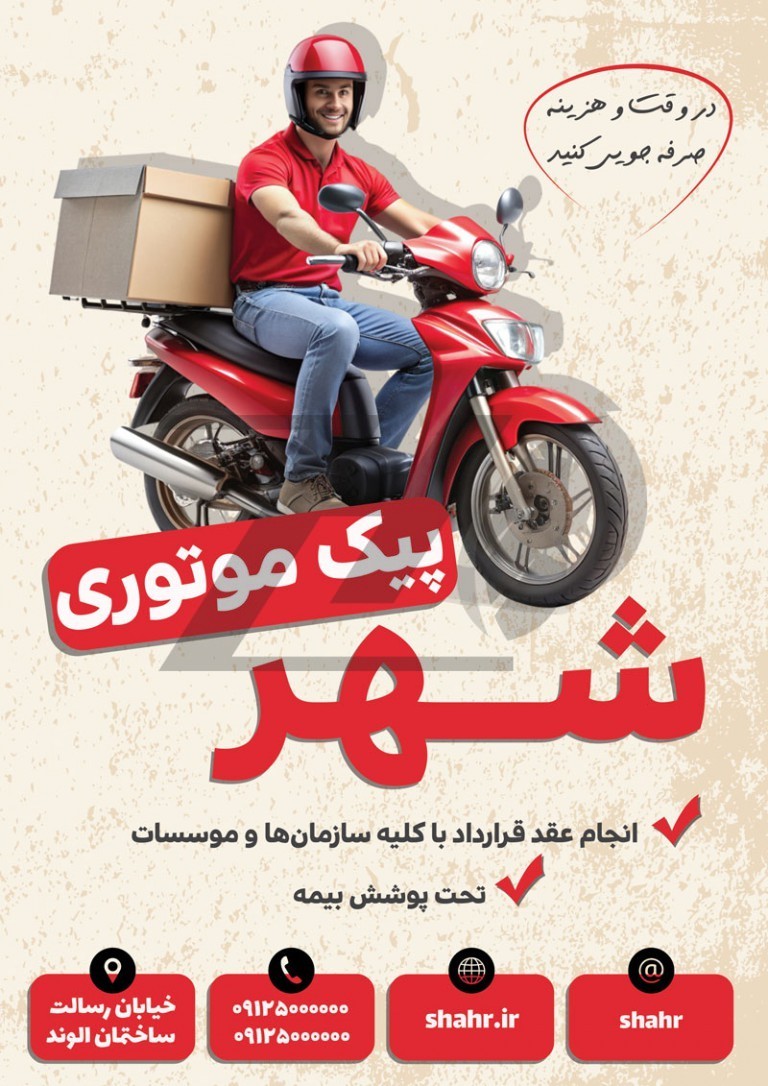 در وقت و هزینه
صرفه جویی کنید
پیک موتوری
شهر
انجام عقد قرارداد با کلیه سازمان‌ها و موسسات
تحت پوشش بیمه
خیابان رسالت
ساختمان الوند
۰۹۱۲۵۰۰۰۰۰۰
۰۹۱۲۵۰۰۰۰۰۰
shahr.ir
shahr